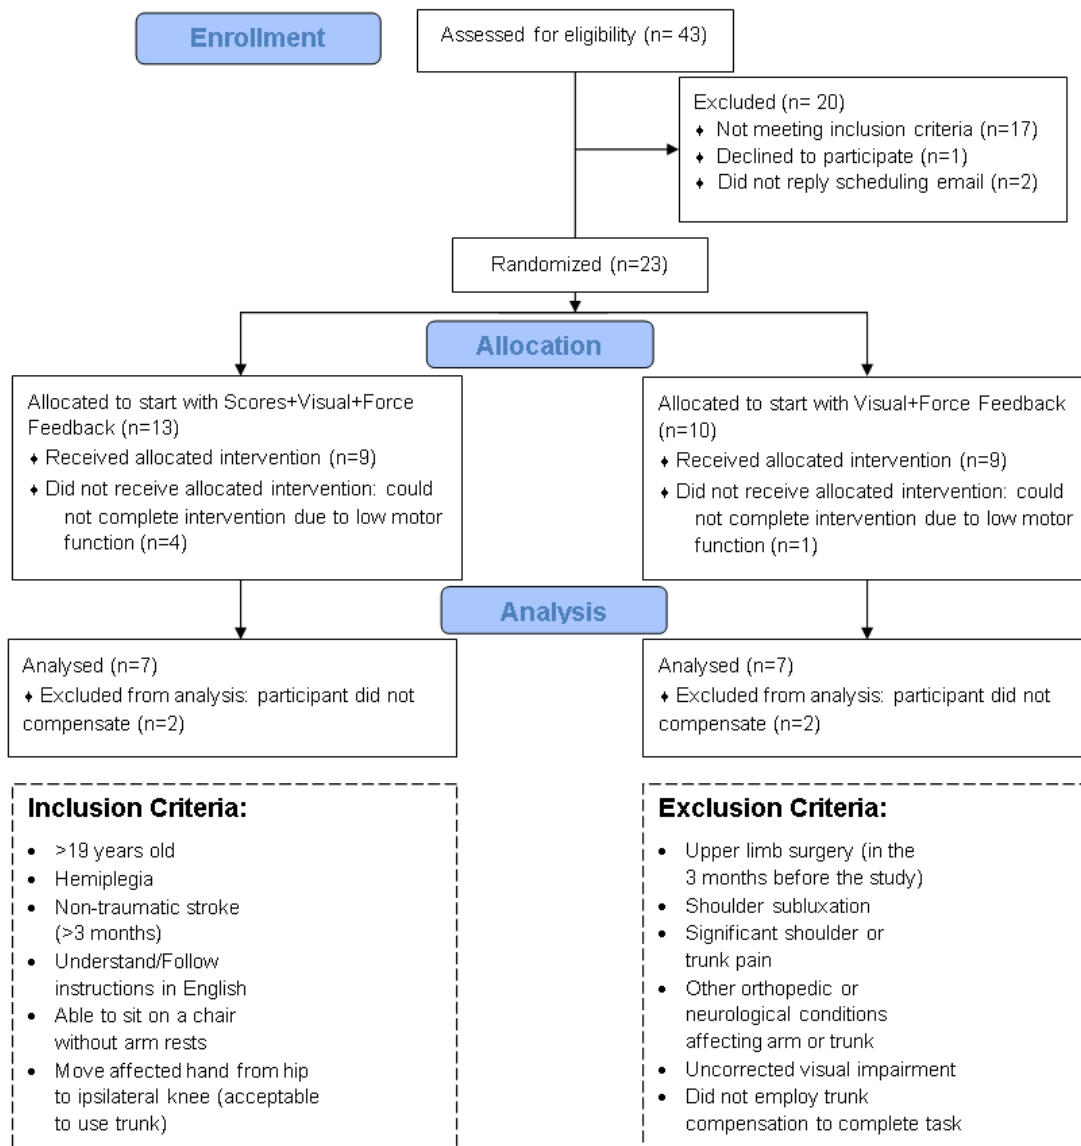 Enrollment
Assessed for eligibility (n= 43)
Excluded (n= 20)
♦ Not meeting inclusion criteria (n=17)
♦ Declined to participate (n=1)
♦ Did not reply scheduling email (n=2)
Randomized (n=23)
Allocation
Allocated to start with Scores+Visual+Force
Feedback (n=13)
♦ Received allocated intervention (n=9)
♦ Did not receive allocated intervention: could
not complete intervention due to low motor
function (n=4)
Allocated to start with Visual+Force Feedback
(n=10)
♦ Received allocated intervention (n=9)
♦ Did not receive allocated intervention: could
not complete intervention due to low motor
function (n=1)
Analysis
Analysed (n=7)
♦ Excluded from analysis: participant did not
compensate (n=2)
Analysed (n=7)
♦ Excluded from analysis: participant did not
compensate (n=2)
Inclusion Criteria:
• >19 years old
• Hemiplegia
• Non-traumatic stroke
(>3 months)
• Understand/Follow
instructions in English
• Able to sit on a chair
without arm rests
• Move affected hand from hip
to ipsilateral knee (acceptable
to use trunk)
Exclusion Criteria:
• Upper limb surgery (in the
3 months before the study)
• Shoulder subluxation
• Significant shoulder or
trunk pain
• Other orthopedic or
neurological conditions
affecting arm or trunk
• Uncorrected visual impairment
• Did not employ trunk
compensation to complete task